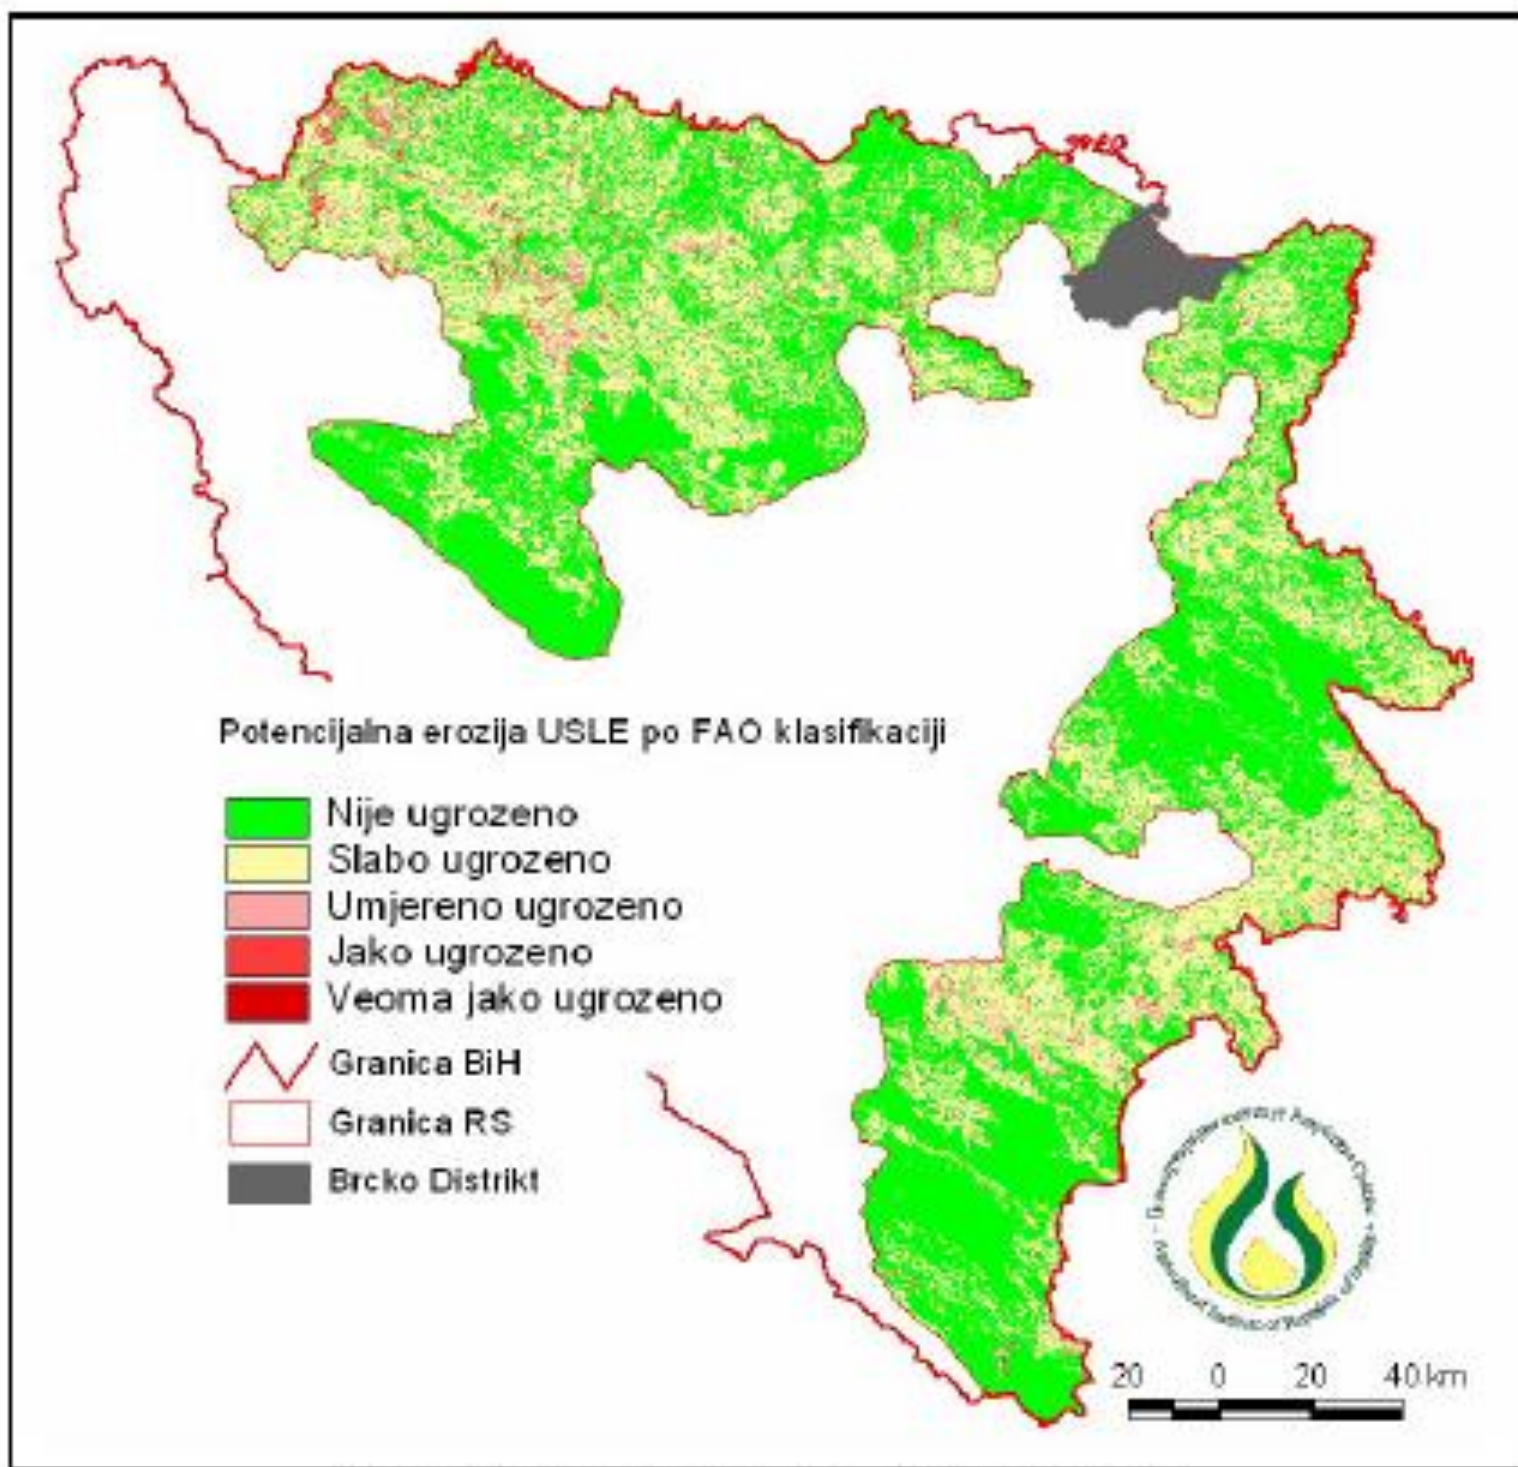 Potencijalna erozija USLE po FAO klasifikaciji
Nije ugrozeno
Slabo ugrozeno
Umjereno ugrozeno
Jako ugrozeno
Veoma jako ugrozeno
Granica BiH
Granica RS
Brcko Distrikt
20 0 20 40 km